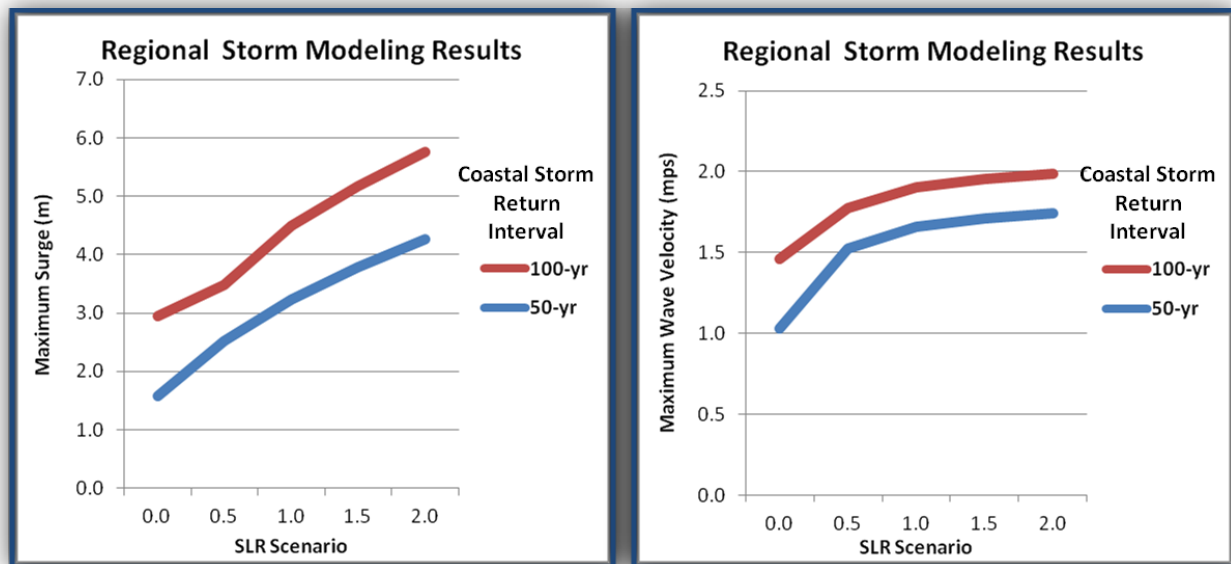 Regional  Storm Modeling Results
7.0
6.0
5.0
4.0
3.0
2.0
1.0
0.0
Maximum Surge (m)
0.0 0.5 1.0 1.5 2.0
SLR Scenario
Coastal Storm
Return
Interval
100-yr
50-yr
Regional  Storm Modeling Results
2.5
2.0
1.5
1.0
0.5
0.0
Maximum Wave Velocity (mps)
0.0 0.5 1.0 1.5 2.0
SLR Scenario
Coastal Storm
Return
Interval
100-yr
50-yr